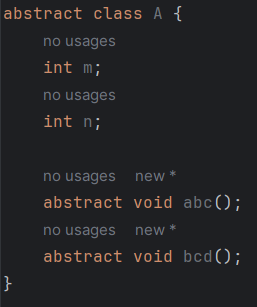 abstract class A {
no usages
int m;
no usages
int n;
no usages new *
abstract void abc();
no usages new *
abstract void bcd();
}